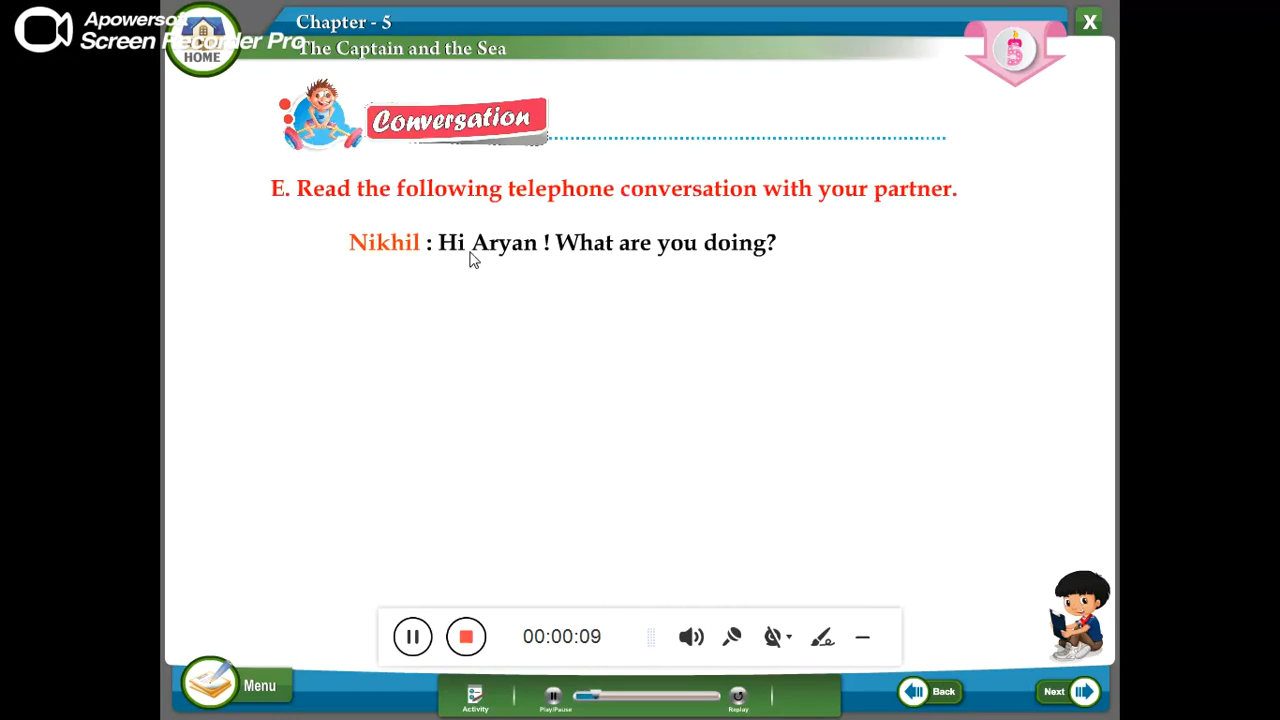 Apowersoft
Screen Recorder Pro
HOME
Chapter - 5
The Captain and the Sea
X
B
Conversation
E. Read the following telephone conversation with your partner.
Nikhil : Hi Aryan ! What are you doing?
00:00:09
Menu
Activity
Play/Pause
Replay
Back
Next